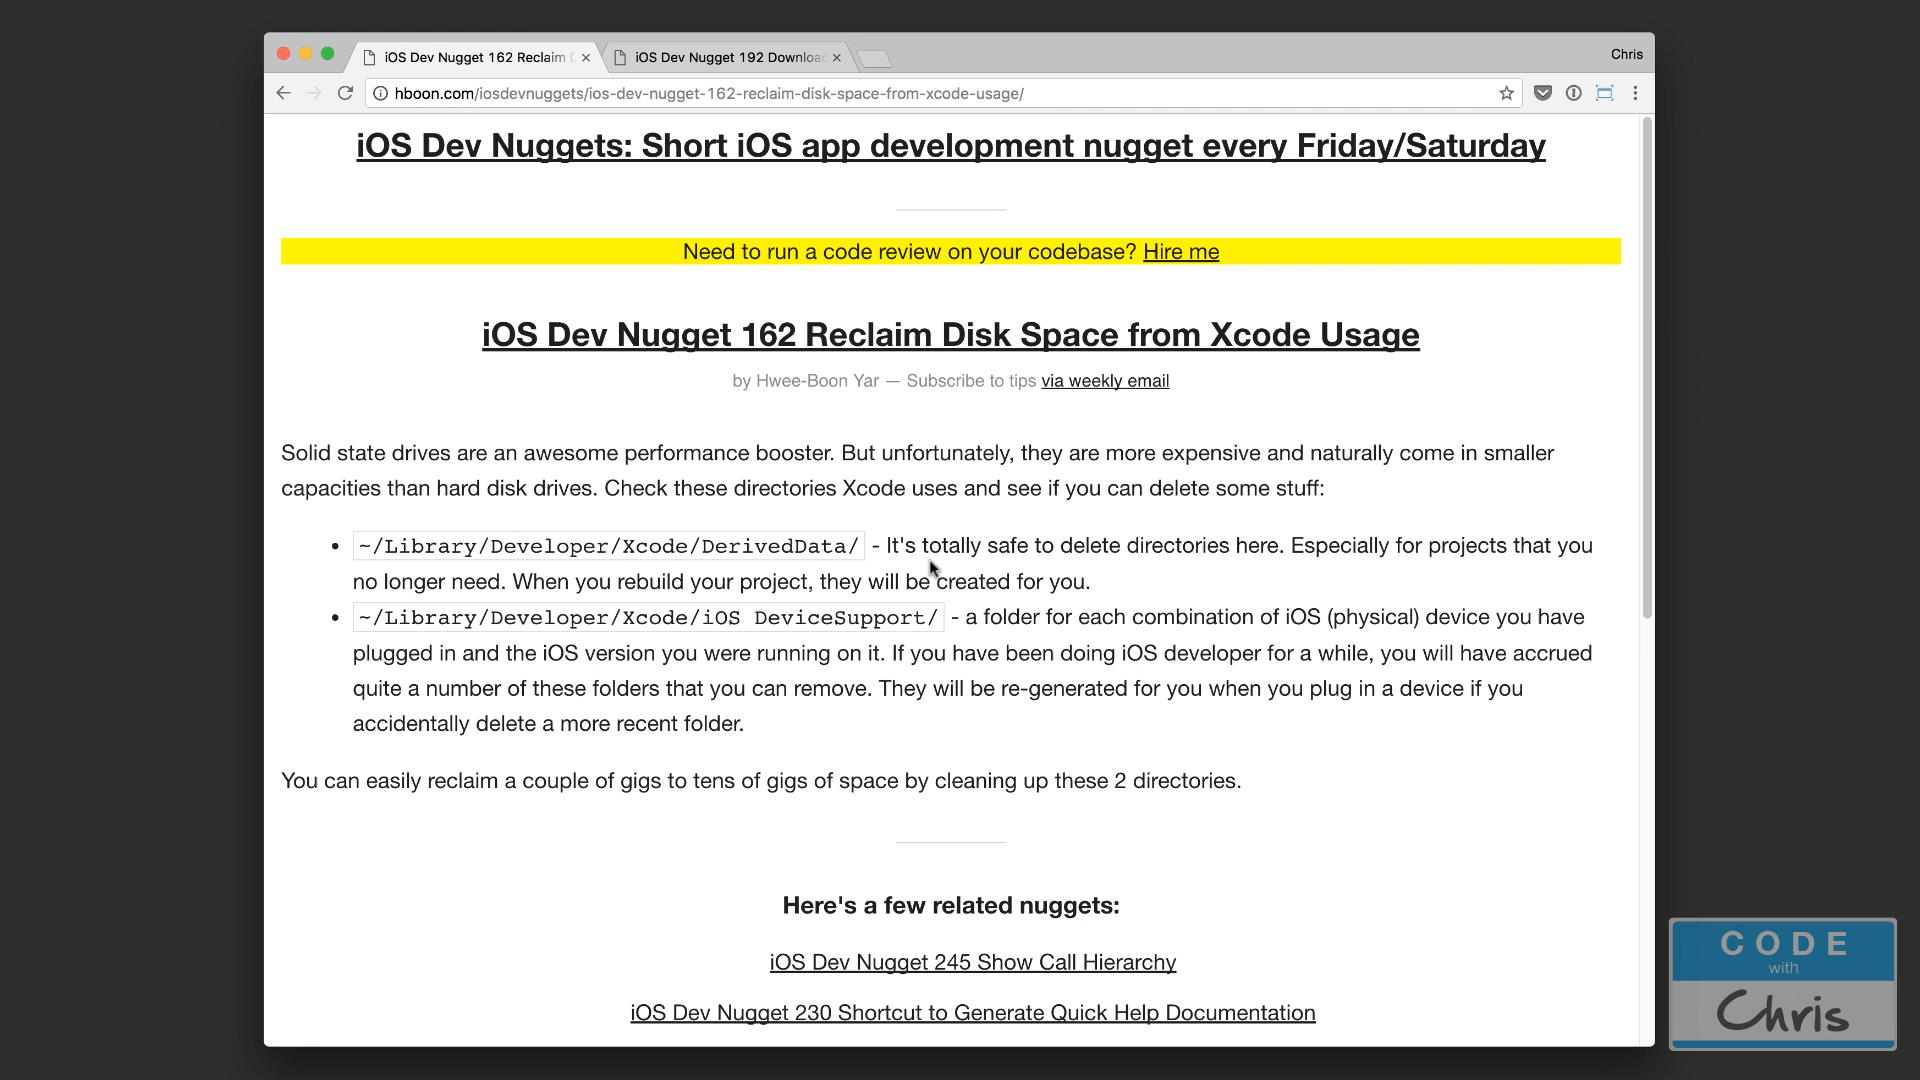 iOS Dev Nugget 162 Reclaim D
iOS Dev Nugget 192 Downloa
Chris
hboon.com/iosdevnuggets/ios-dev-nugget-162-reclaim-disk-space-from-xcode-usage/
iOS Dev Nuggets: Short iOS app development nugget every Friday/Saturday
Need to run a code review on your codebase? Hire me
iOS Dev Nugget 162 Reclaim Disk Space from Xcode Usage
by Hwee-Boon Yar — Subscribe to tips via weekly email
Solid state drives are an awesome performance booster. But unfortunately, they are more expensive and naturally come in smaller
capacities than hard disk drives. Check these directories Xcode uses and see if you can delete some stuff:
• ~/Library/Developer/Xcode/DerivedData/ - It's totally safe to delete directories here. Especially for projects that you
no longer need. When you rebuild your project, they will be created for you.
• ~/Library/Developer/Xcode/iOS DeviceSupport/ - a folder for each combination of iOS (physical) device you have
plugged in and the iOS version you were running on it. If you have been doing iOS developer for a while, you will have accrued
quite a number of these folders that you can remove. They will be re-generated for you when you plug in a device if you
accidentally delete a more recent folder.
You can easily reclaim a couple of gigs to tens of gigs of space by cleaning up these 2 directories.
Here's a few related nuggets:
iOS Dev Nugget 245 Show Call Hierarchy
iOS Dev Nugget 230 Shortcut to Generate Quick Help Documentation
CODE
with
Chris